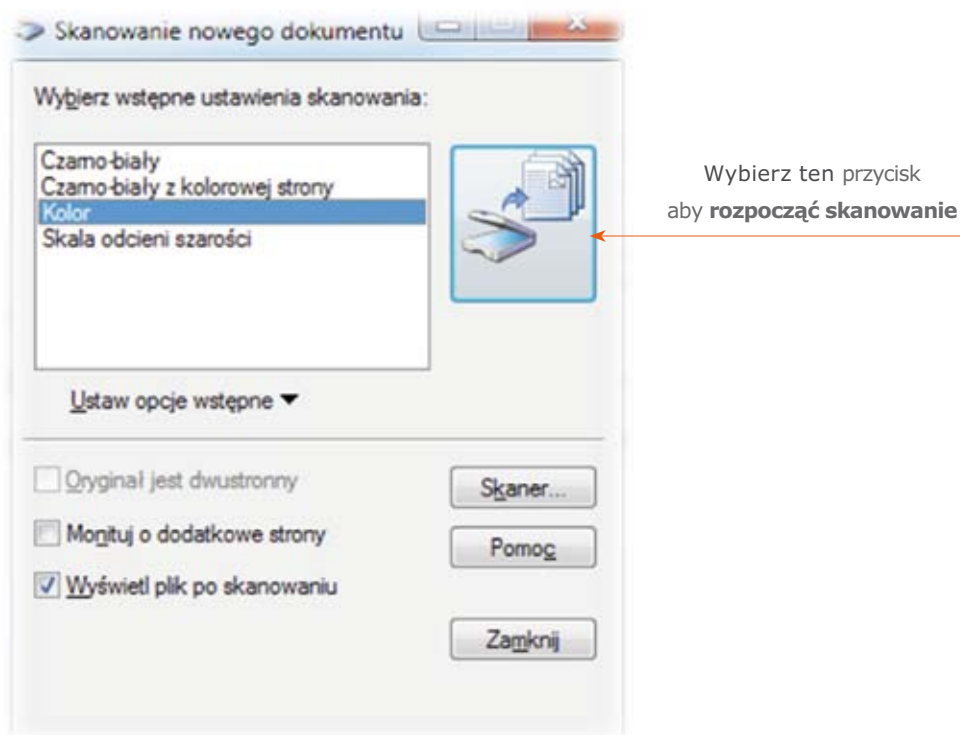 Skanowanie nowego dokumentu
Wybierz wstępne ustawienia skanowania:
Czarno-biały
Czarno-biały z kolorowej strony
Kolor
Skala odcieni szarości
Wybierz ten przycisk
aby rozpocząć skanowanie
Ustaw opcje wstępne
Oryginał jest dwustronny
Skaner...
Monituj o dodatkowe strony
Pomoc
Wyświetl plik po skanowaniu
Zamknij